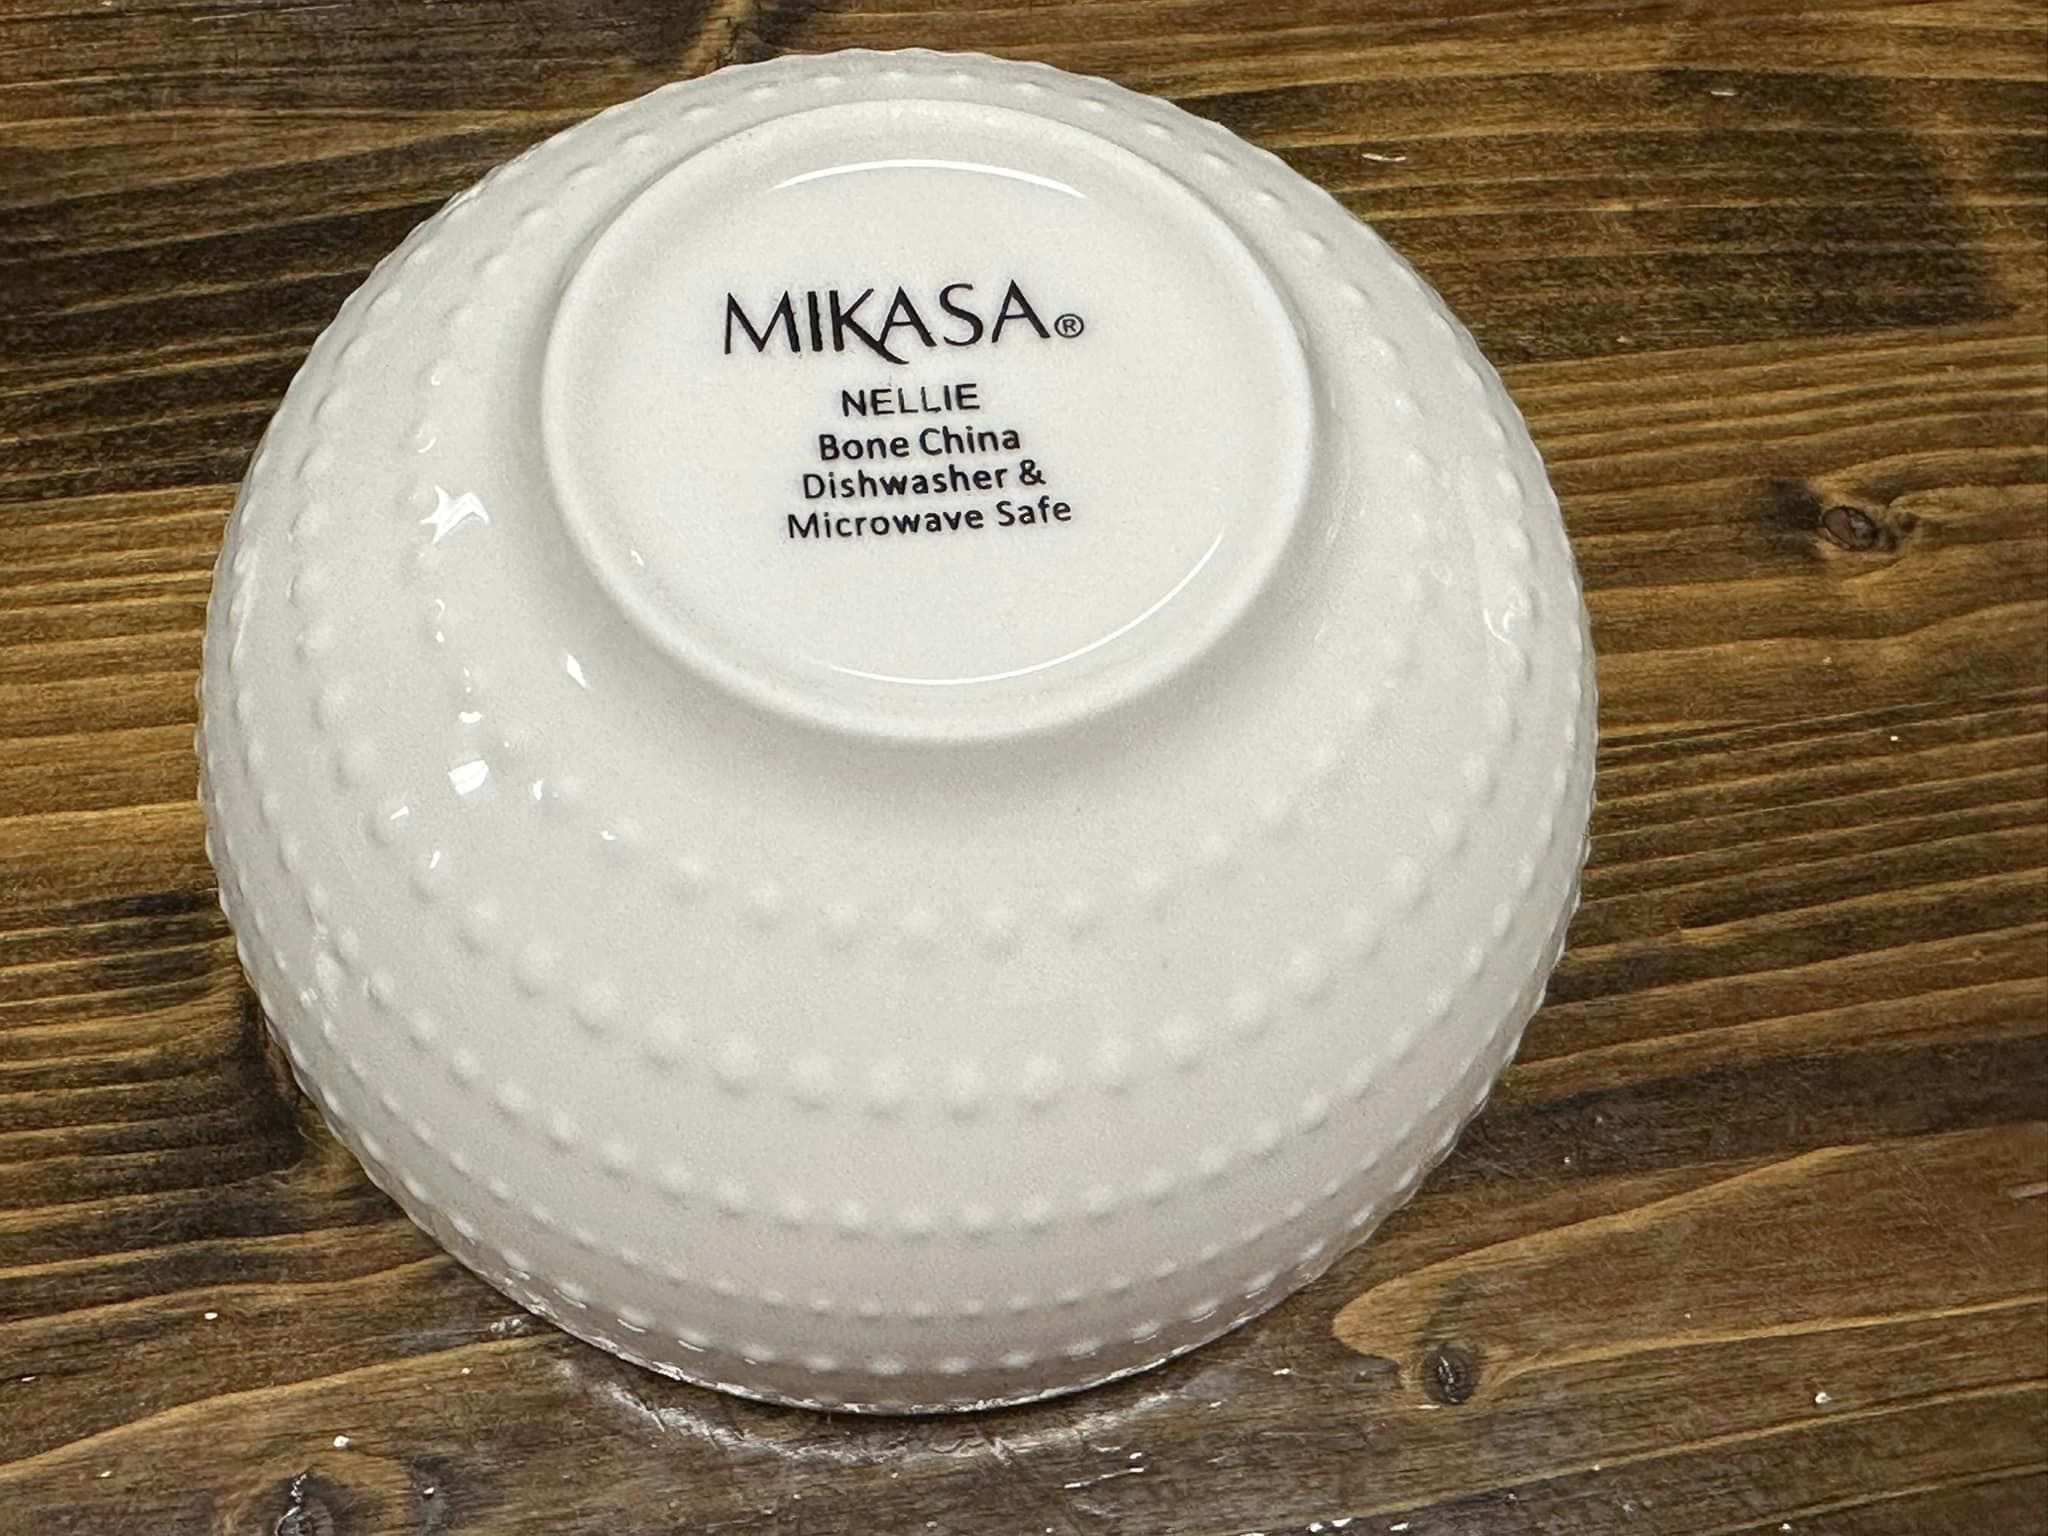 MIKASA®
NELLIE
Bone China
Dishwasher &
Microwave Safe